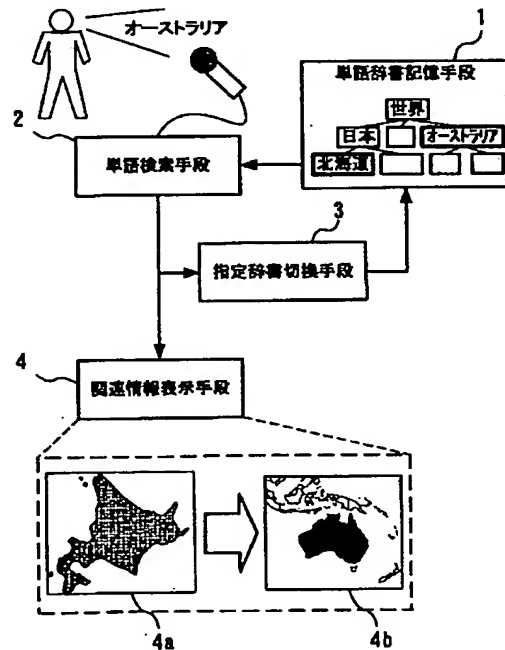 オーストラリア
1
単語辞書記憶手段
世界
日本 オーストラリア
北海道
2
単語検索手段
3
指定辞書切換手段
4
関連情報表示手段
4a 4b